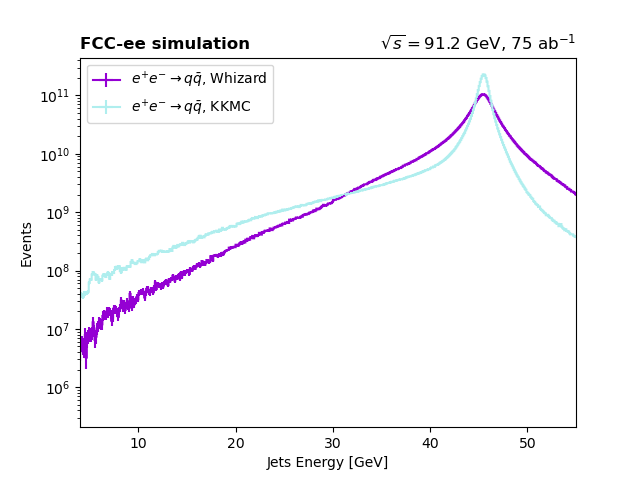 FCC-ee simulation
√s = 91.2 GeV, 75 ab⁻¹
e⁺e⁻ → qq̄, Whizard
e⁺e⁻ → qq̄, KKMC
Events
10¹¹
10¹⁰
10⁹
10⁸
10⁷
10⁶
10 20 30 40 50
Jets Energy [GeV]